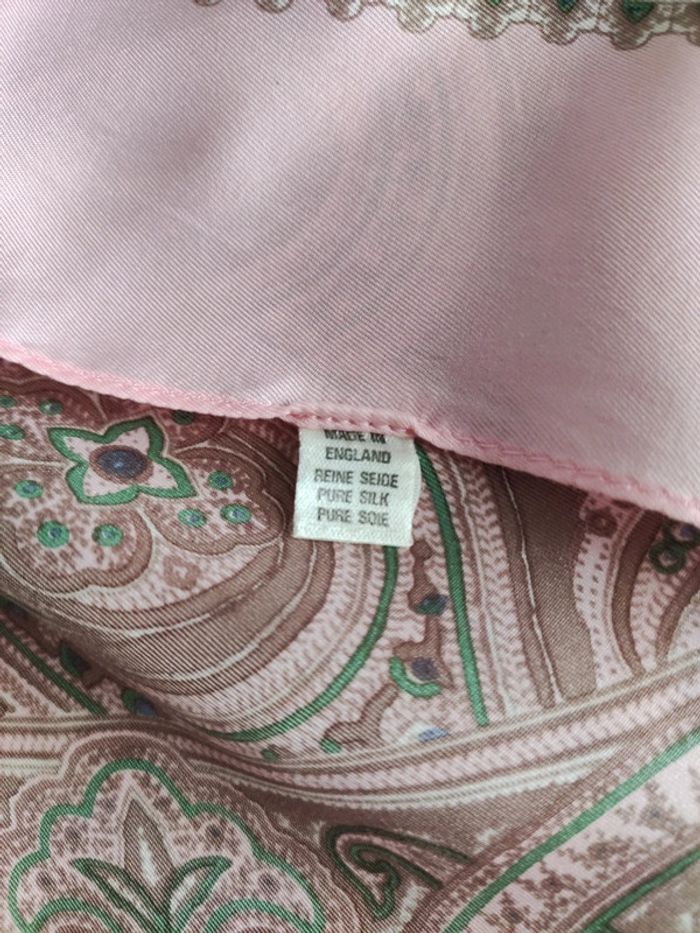 MADE IN
ENGLAND
REINE SEIDE
PURE SILK
PURE SOIE